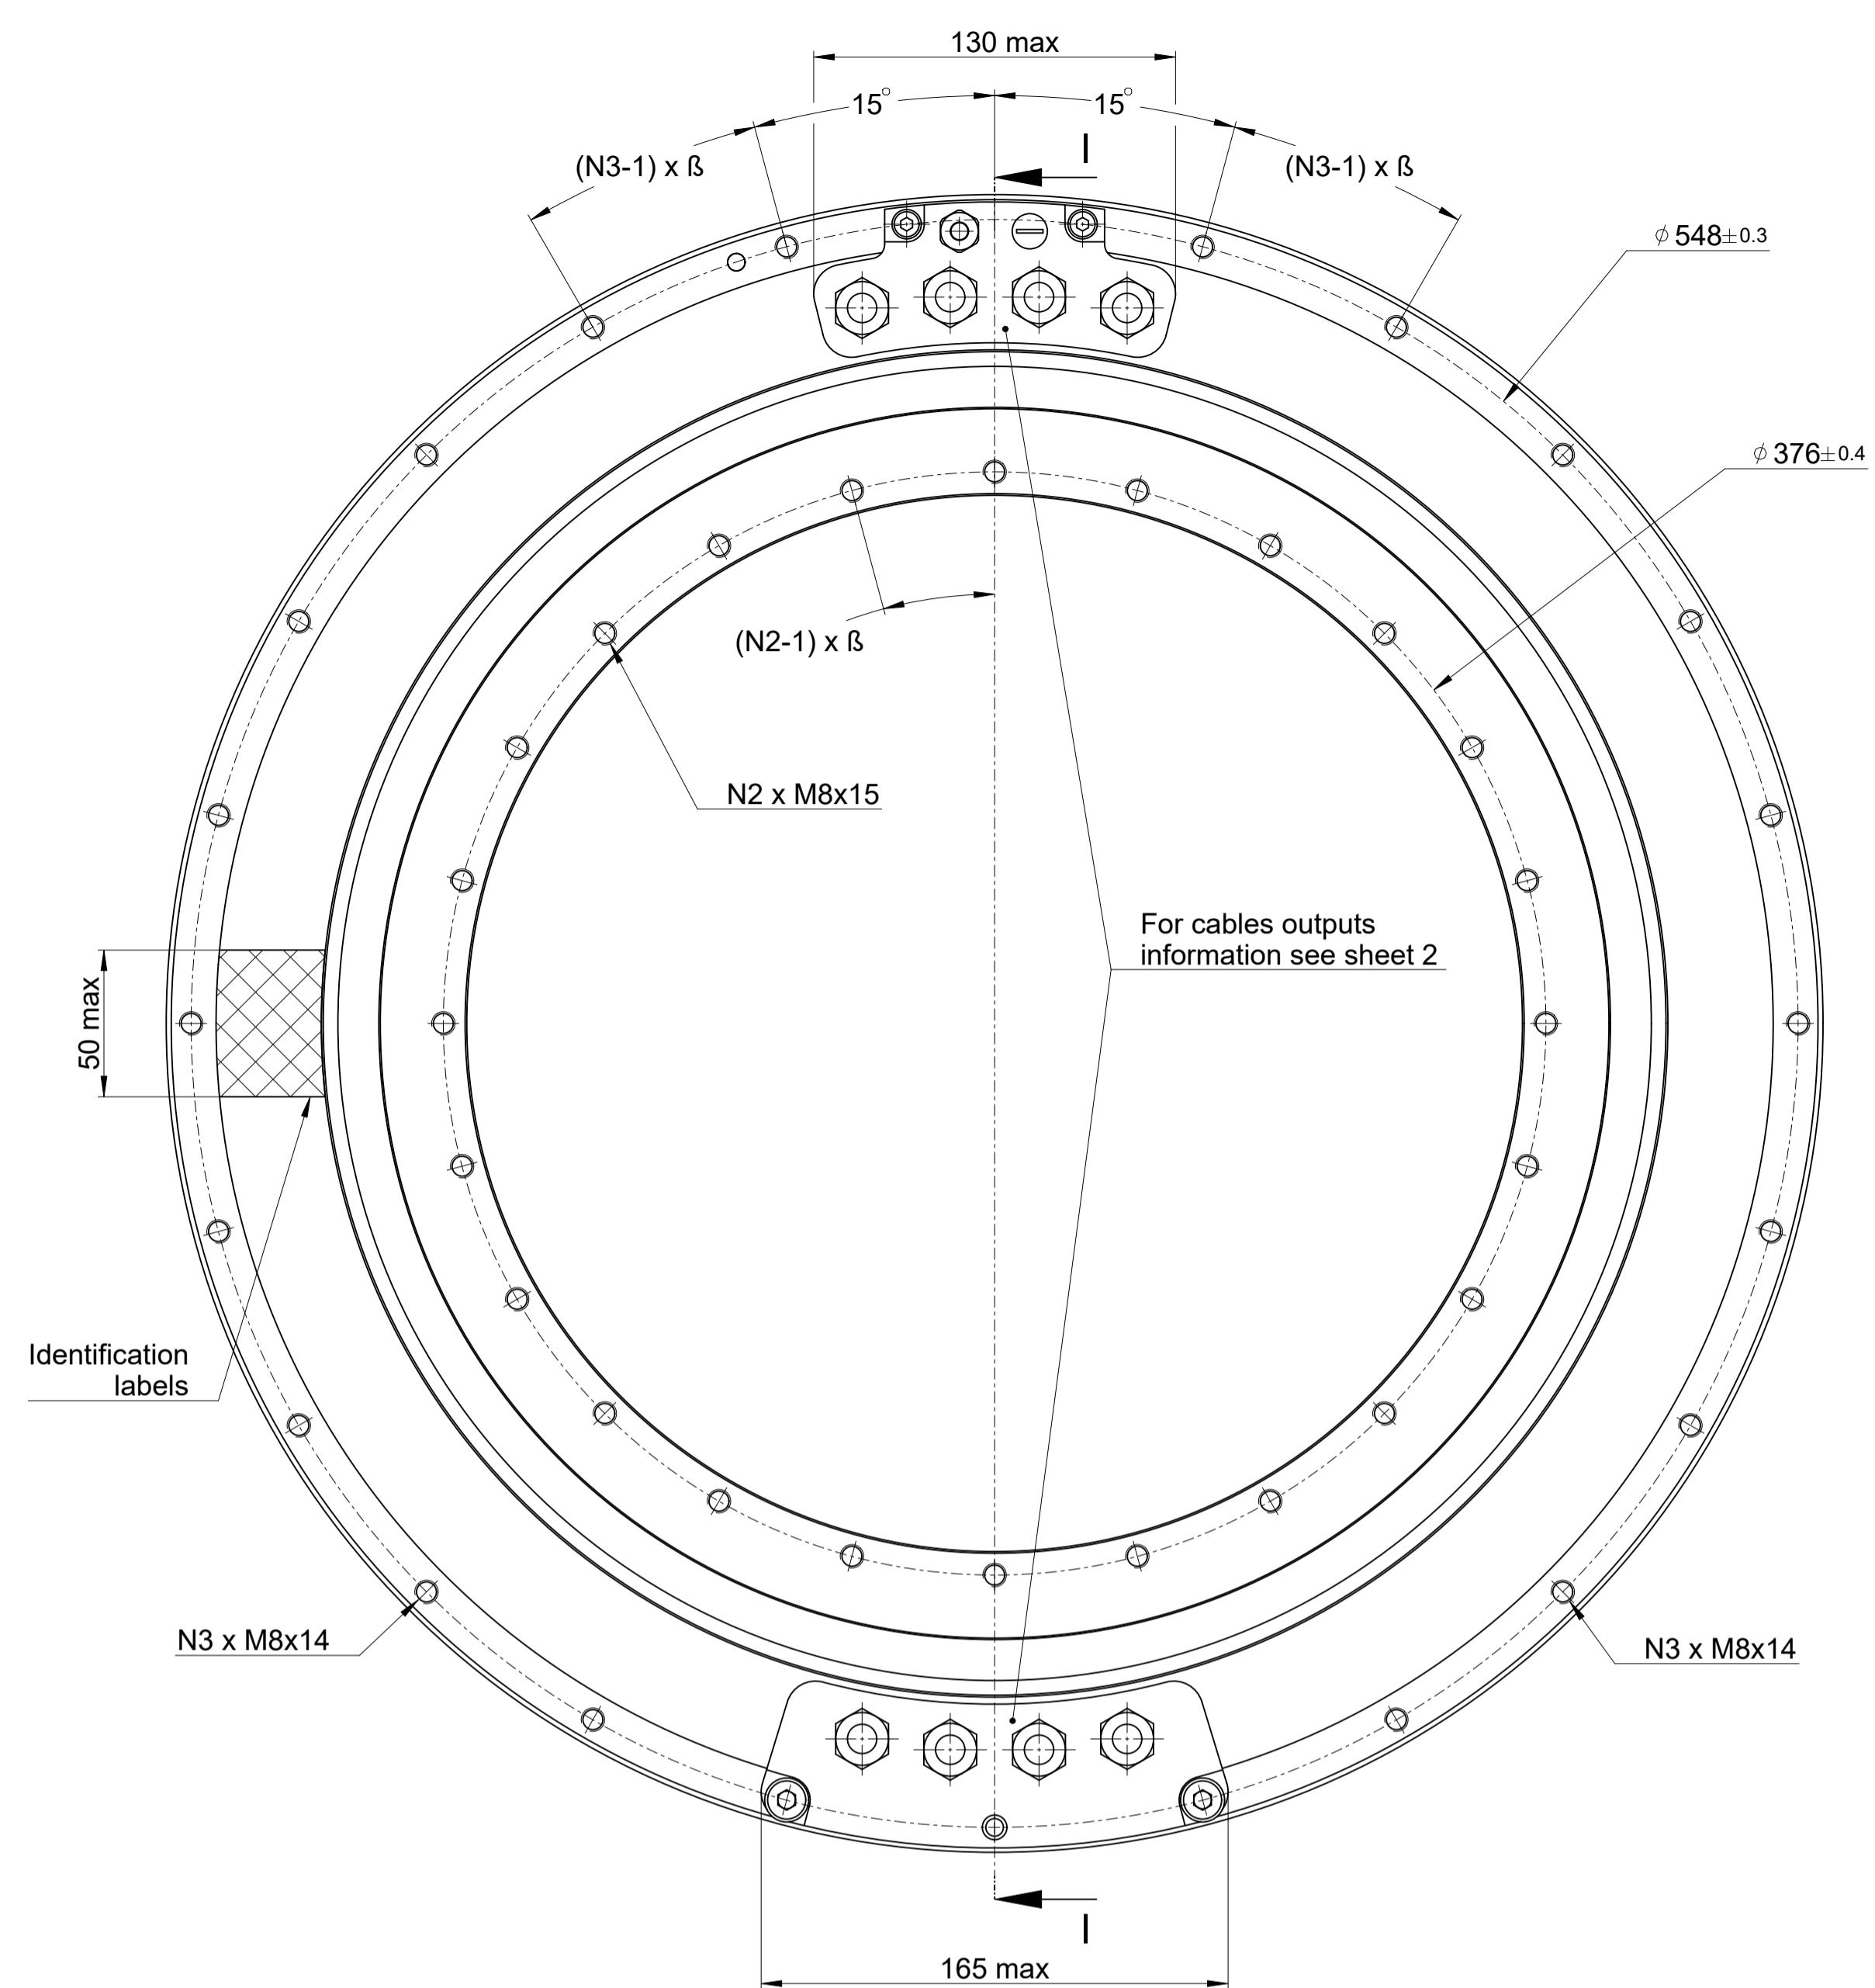 130 max
15° 15°
I
(N3-1) x ß (N3-1) x ß
⌀ 548±0.3
⌀ 376±0.4
(N2-1) x ß
N2 x M8x15
For cables outputs
information see sheet 2
50 max
Identification
labels
N3 x M8x14 N3 x M8x14
I
165 max